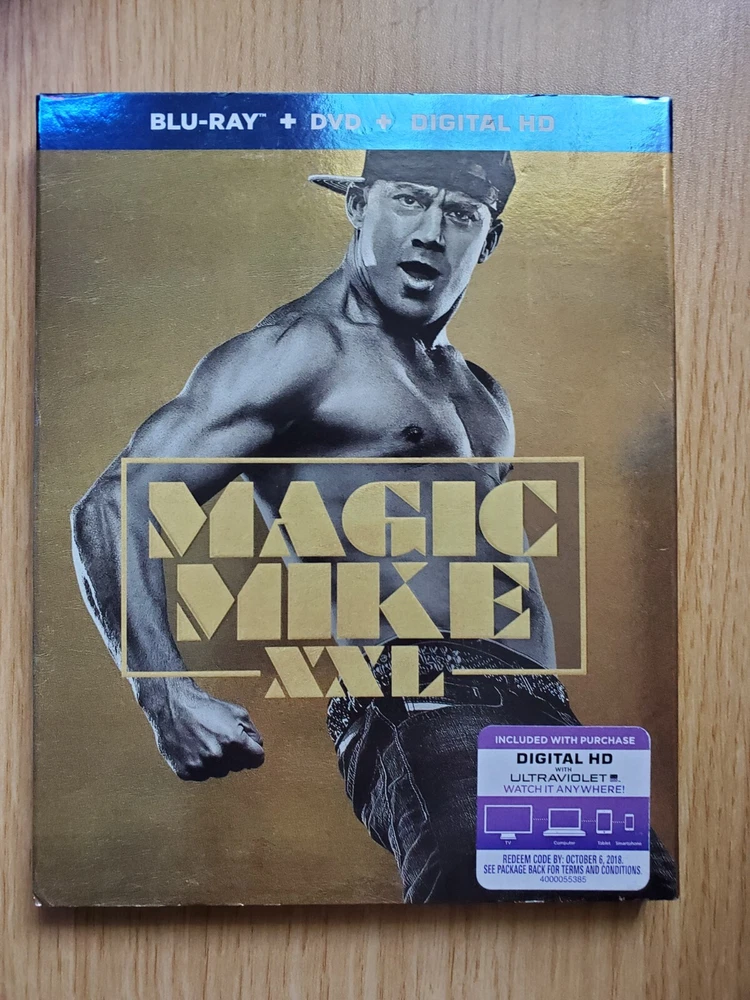 BLU-RAY™ + DVD + DIGITAL HD
MAGIC
MIKE
XXL
INCLUDED WITH PURCHASE
DIGITAL HD
WITH
ULTRAVIOLET
WATCH IT ANYWHERE!
TV Computer Tablet Smartphone
REDEEM CODE BY: OCTOBER 6, 2018.
SEE PACKAGE BACK FOR TERMS AND CONDITIONS.
4000055385